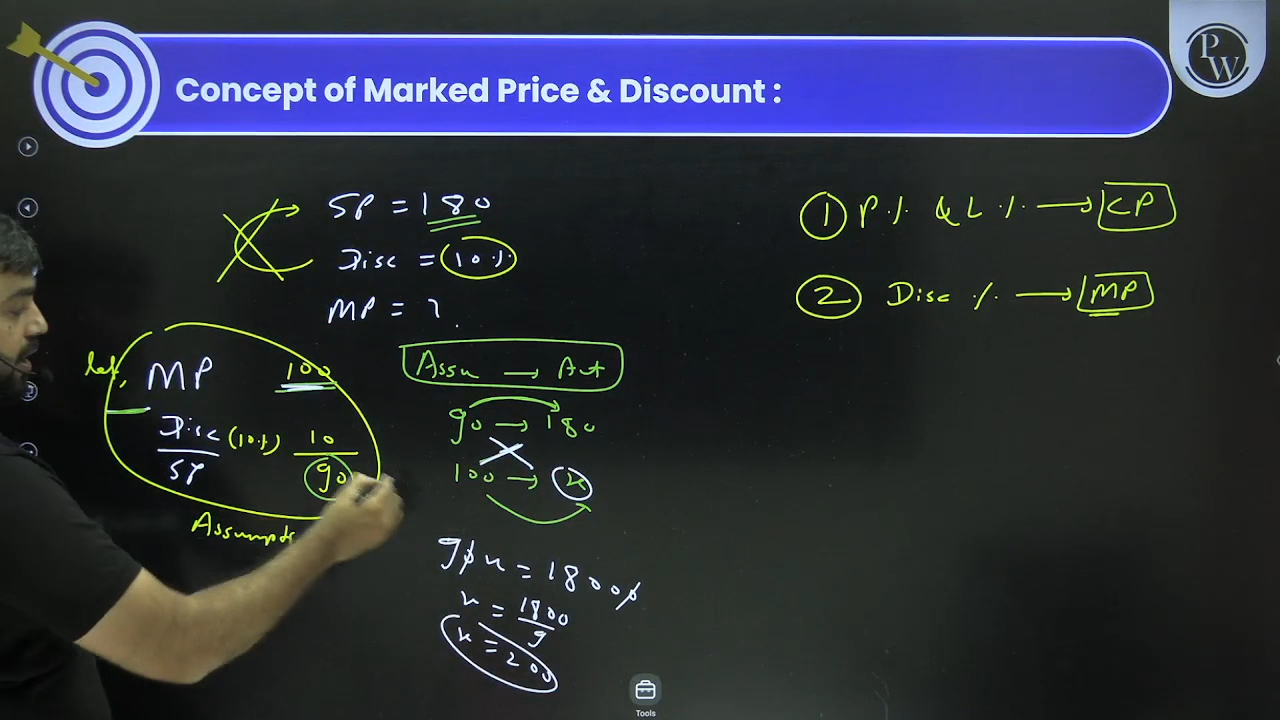 Concept of Marked Price & Discount :
PW
SP = 180
Disc = 10%
MP = ?
① P% & L% → CP
② Disc % → MP
let, MP 100
Disc (10%) 10
SP 90
Assu → Act
90 → 180
100 → x
90x = 18000
x = 1800/9
x = 200
Tools